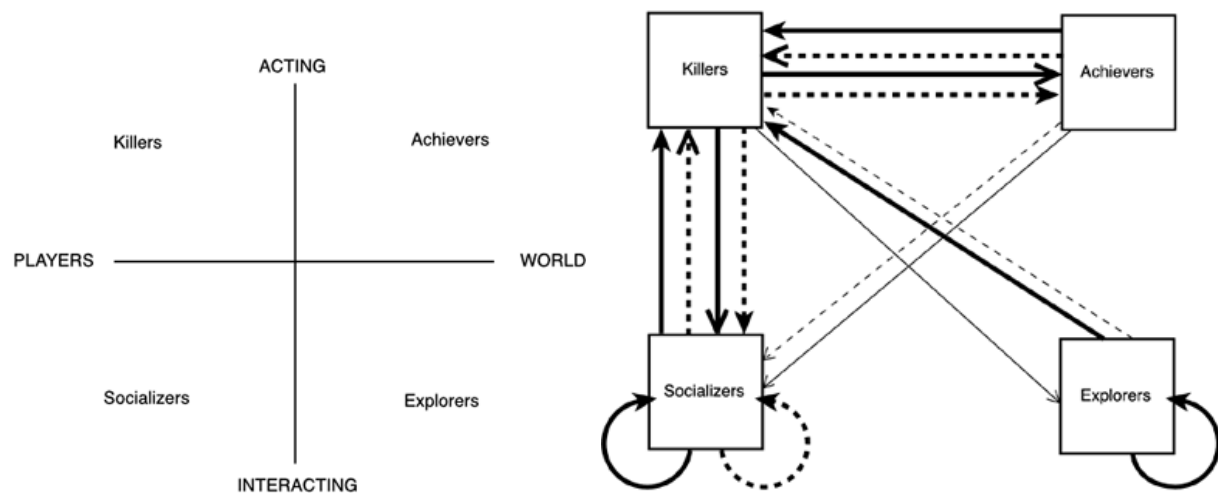 ACTING
Killers
Achievers
PLAYERS
WORLD
Socializers
Explorers
INTERACTING
Killers
Achievers
Socializers
Explorers